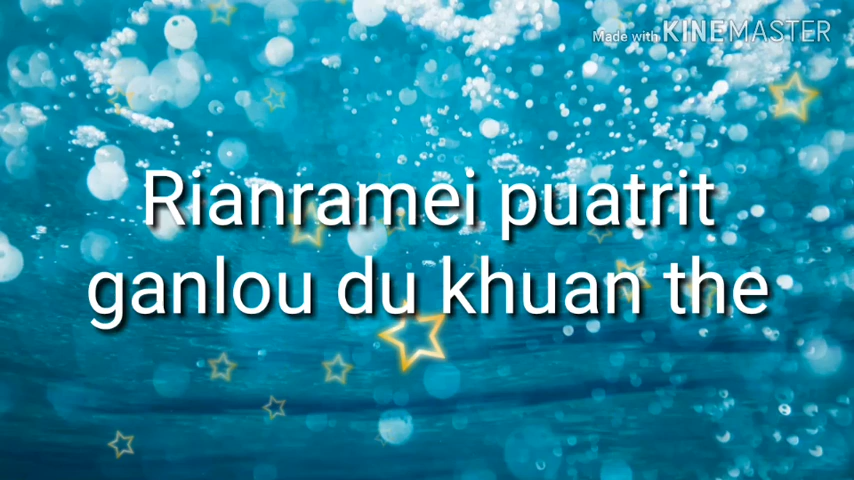 Made with KINEMASTER
Rianramei puatrit
ganlou du khuan the